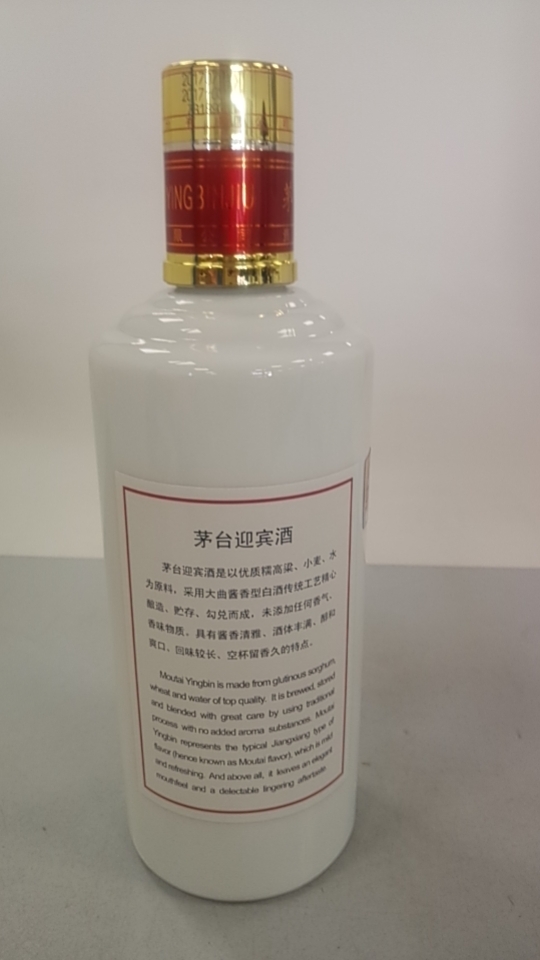 2017
2017
YINGBINJIU 茅
茅台迎宾酒
茅台迎宾酒是以优质糯高粱、小麦、水
为原料，采用大曲酱香型白酒传统工艺精心
酿造、贮存、勾兑而成，未添加任何香气、
香味物质，具有酱香清雅、酒体丰满、醇和
爽口、回味较长、空杯留香久的特点。
Moutai Yingbin is made from glutinous sorghum,
wheat and water of top quality. It is brewed, stored
and blended with great care by using traditional
process with no added aroma substances. Moutai
Yingbin represents the typical Jiangxiang type of
flavor (hence known as Moutai flavor), which is mild
and refreshing. And above all, it leaves an elegant
mouthfeel and a delectable lingering aftertaste.